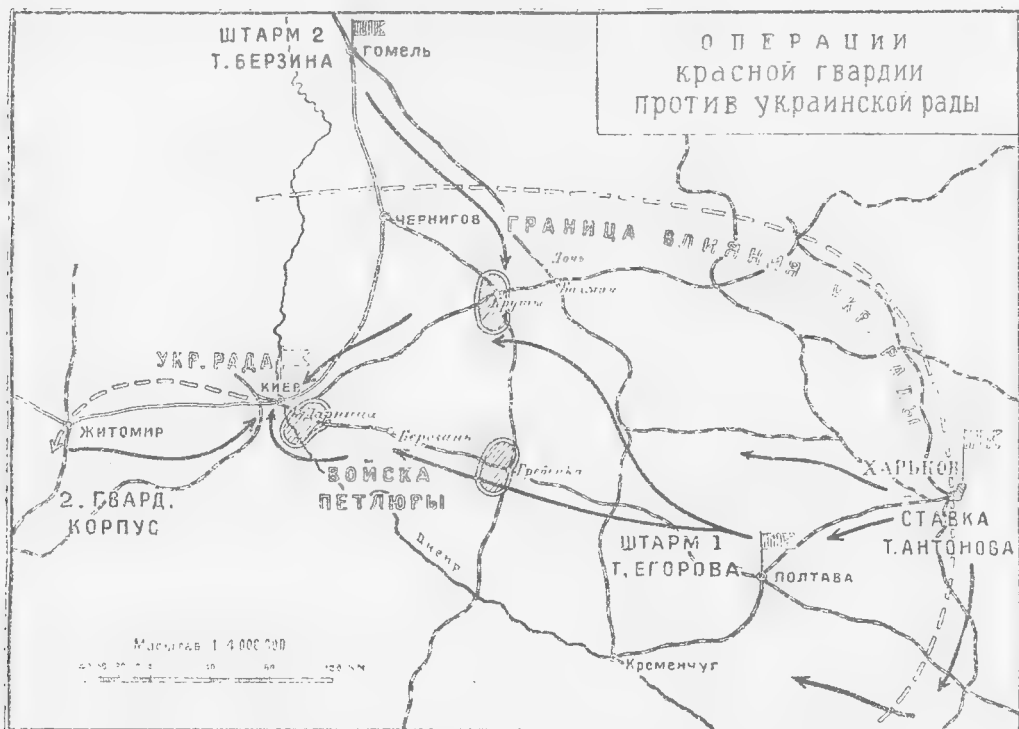 ОПЕРАЦИИ
красной гвардии
против украинской рады
ШТАРМ 2
Т. БЕРЗИНА
ГОМЕЛЬ
ЧЕРНИГОВ
ГРАНИЦА ВЛИЯНИЯ УКР. РАДЫ
Круты
Бахмач
УКР. РАДА
КИЕВ
Дарница
Березань
Гребенка
ЖИТОМИР
2. ГВАРД.
КОРПУС
ВОЙСКА
ПЕТЛЮРЫ
Днепр
ШТАРМ 1
Т. ЕГОРОВА
ПОЛТАВА
ХАРЬКОВ
СТАВКА
Т. АНТОНОВА
Кременчуг
Масштаб 1:4 000 000